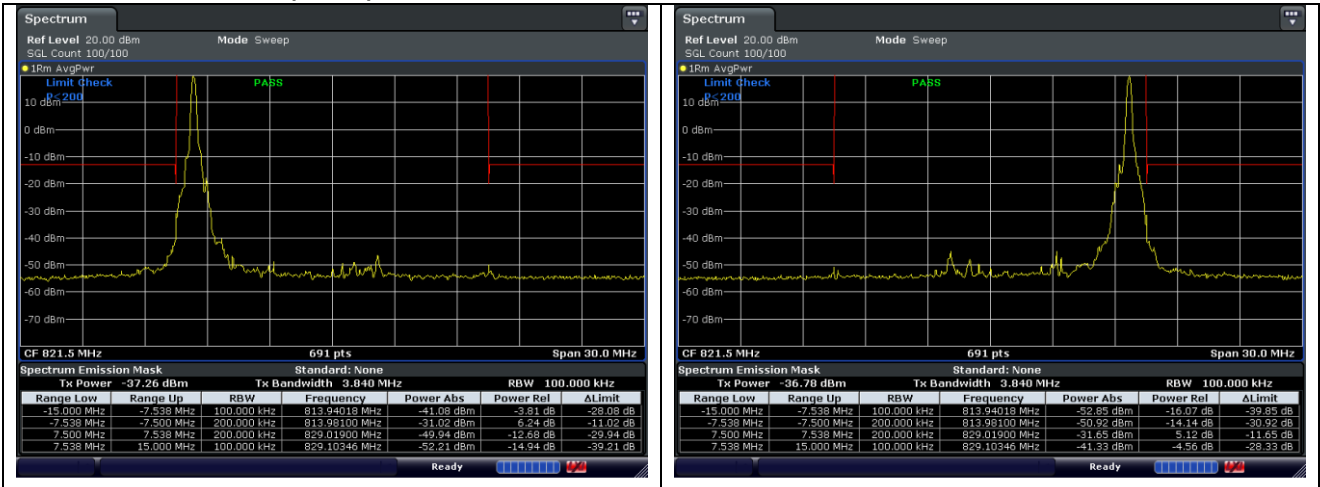 Spectrum
Ref Level 20.00 dBm Mode Sweep
SGL Count 100/100
1Rm AvgPwr
Limit Check PASS
P<200
10 dBm
0 dBm
-10 dBm
-20 dBm
-30 dBm
-40 dBm
-50 dBm
-60 dBm
-70 dBm
CF 821.5 MHz 691 pts Span 30.0 MHz
Spectrum Emission Mask Standard: None
Tx Power -37.26 dBm Tx Bandwidth 3.840 MHz RBW 100.000 kHz
Range Low Range Up RBW Frequency Power Abs Power Rel ΔLimit
-15.000 MHz -7.538 MHz 100.000 kHz 813.94018 MHz -41.08 dBm -3.81 dB -28.08 dB
-7.538 MHz -7.500 MHz 200.000 kHz 813.98100 MHz -31.02 dBm 6.24 dB -11.02 dB
7.500 MHz 7.538 MHz 200.000 kHz 829.01900 MHz -49.94 dBm -12.68 dB -29.94 dB
7.538 MHz 15.000 MHz 100.000 kHz 829.10346 MHz -52.21 dBm -14.94 dB -39.21 dB
Ready
Spectrum
Ref Level 20.00 dBm Mode Sweep
SGL Count 100/100
1Rm AvgPwr
Limit Check PASS
P<200
10 dBm
0 dBm
-10 dBm
-20 dBm
-30 dBm
-40 dBm
-50 dBm
-60 dBm
-70 dBm
CF 821.5 MHz 691 pts Span 30.0 MHz
Spectrum Emission Mask Standard: None
Tx Power -36.78 dBm Tx Bandwidth 3.840 MHz RBW 100.000 kHz
Range Low Range Up RBW Frequency Power Abs Power Rel ΔLimit
-15.000 MHz -7.538 MHz 100.000 kHz 813.94018 MHz -52.85 dBm -16.07 dB -39.85 dB
-7.538 MHz -7.500 MHz 200.000 kHz 813.98100 MHz -50.92 dBm -14.14 dB -30.92 dB
7.500 MHz 7.538 MHz 200.000 kHz 829.01900 MHz -31.65 dBm 5.12 dB -11.65 dB
7.538 MHz 15.000 MHz 100.000 kHz 829.10346 MHz -41.33 dBm -4.56 dB -28.33 dB
Ready